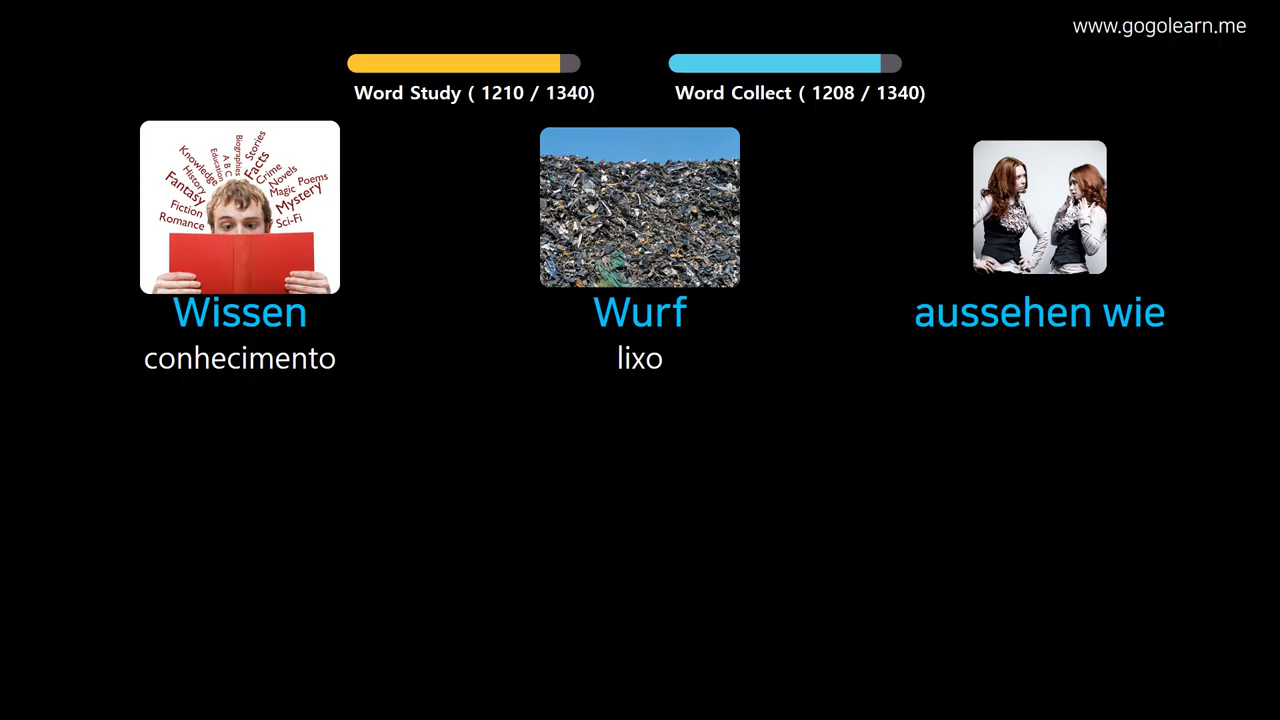 www.gogolearn.me
Word Study ( 1210 / 1340)
Word Collect ( 1208 / 1340)
Knowledge
History
Fantasy
Fiction
Romance
Education
A B C
Biographies
Stories
Facts
Crime
Novels
Magic
Poems
Mystery
Sci-Fi
Wissen
Wurf
aussehen wie
conhecimento
lixo